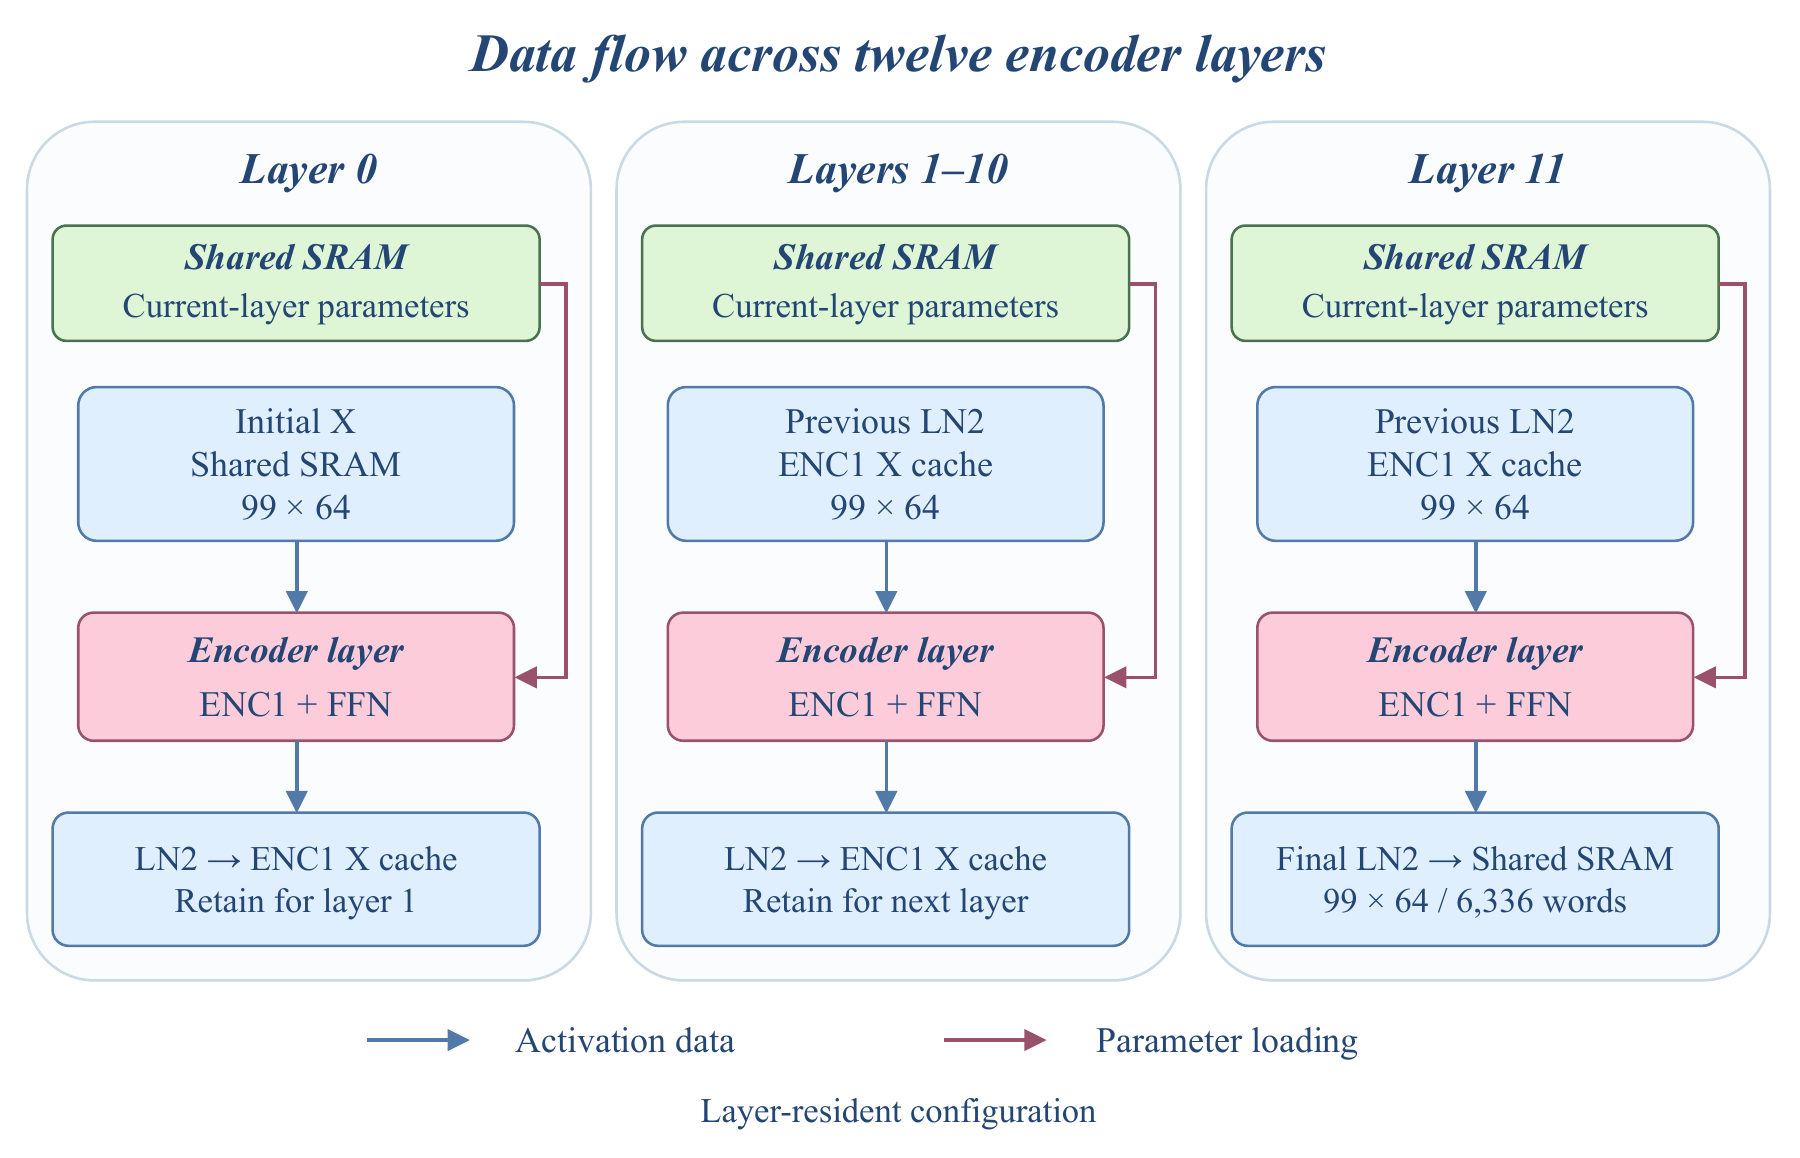 Data flow across twelve encoder layers
Layer 0
Shared SRAM
Current-layer parameters
Initial X
Shared SRAM
99 × 64
Encoder layer
ENC1 + FFN
LN2 → ENC1 X cache
Retain for layer 1
Layers 1–10
Shared SRAM
Current-layer parameters
Previous LN2
ENC1 X cache
99 × 64
Encoder layer
ENC1 + FFN
LN2 → ENC1 X cache
Retain for next layer
Layer 11
Shared SRAM
Current-layer parameters
Previous LN2
ENC1 X cache
99 × 64
Encoder layer
ENC1 + FFN
Final LN2 → Shared SRAM
99 × 64 / 6,336 words
Activation data
Parameter loading
Layer-resident configuration